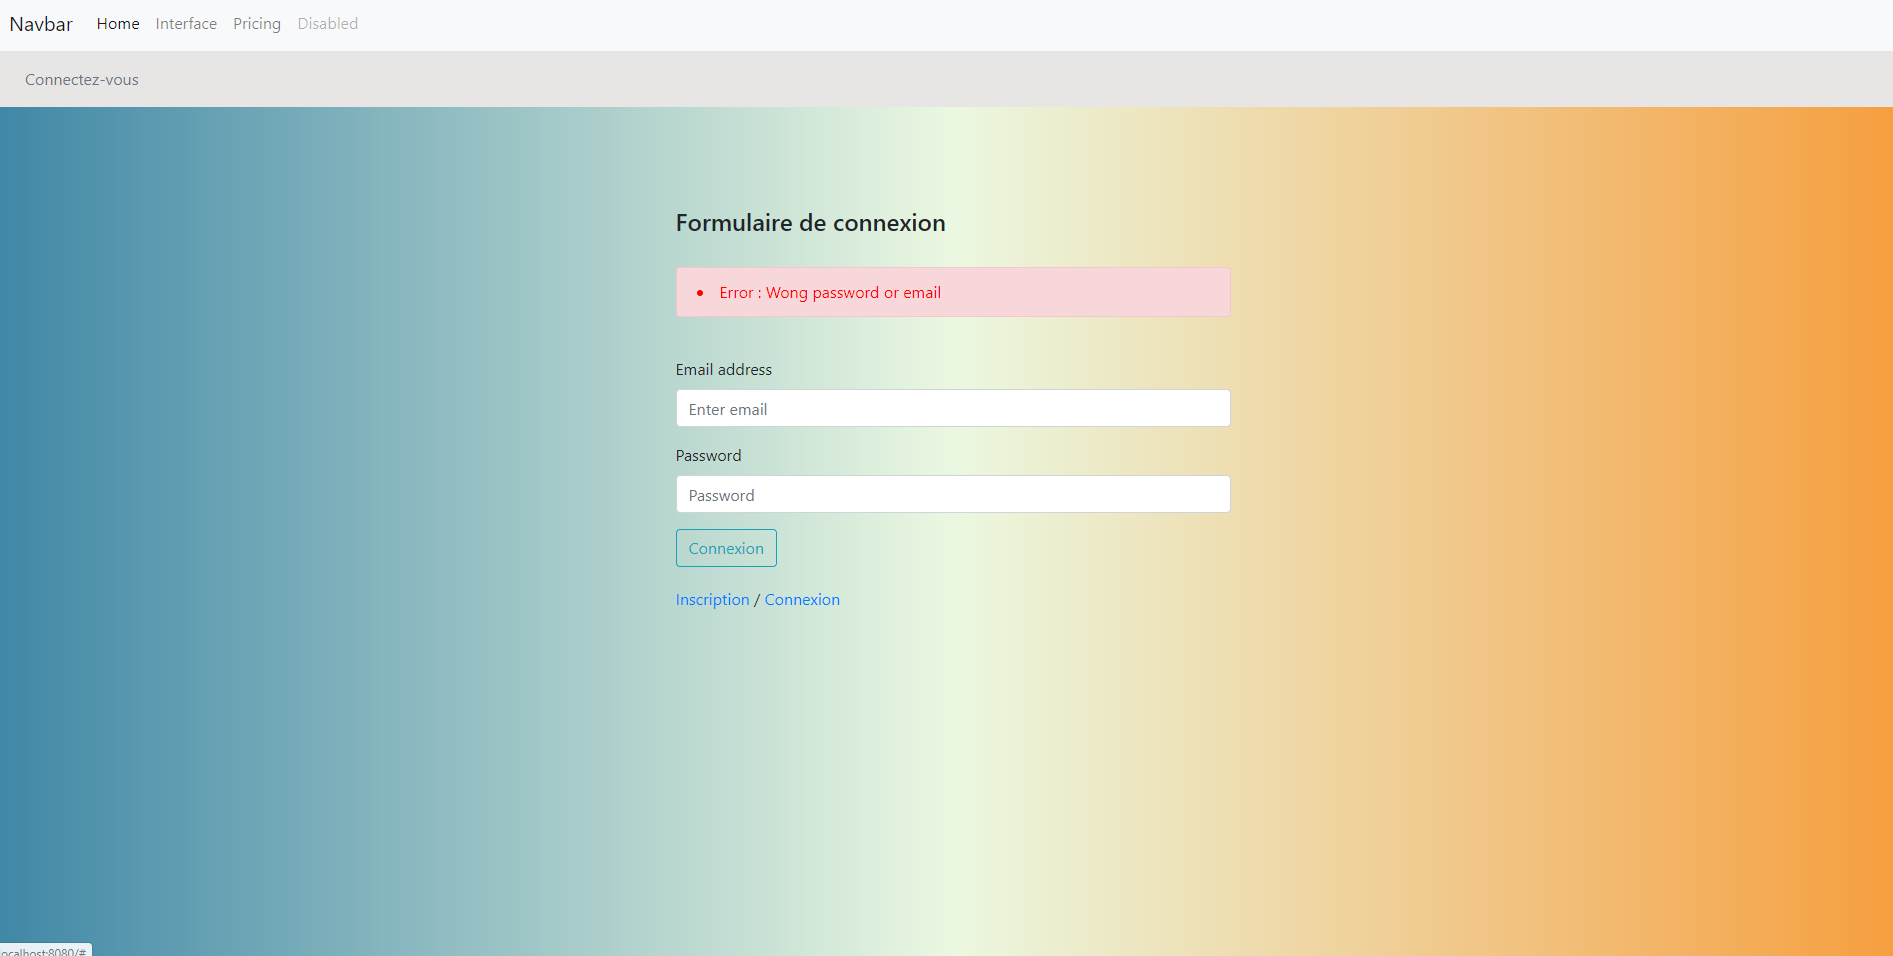 Navbar Home Interface Pricing Disabled
Connectez-vous
Formulaire de connexion
Error : Wong password or email
Email address
Enter email
Password
Password
Connexion
Inscription / Connexion
ocalhost:8080/#